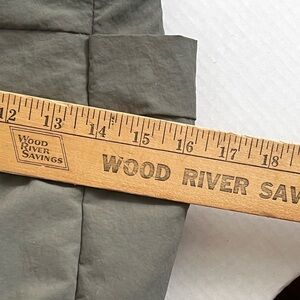 12 13 14 15 16 17 18
WOOD
RIVER
SAVINGS
WOOD RIVER SAV